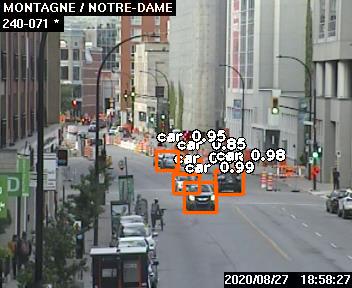 MONTAGNE / NOTRE-DAME
240-071 *
car 0.95
car 0.85
car 0.98
car 0.99
2020/08/27 18:58:27